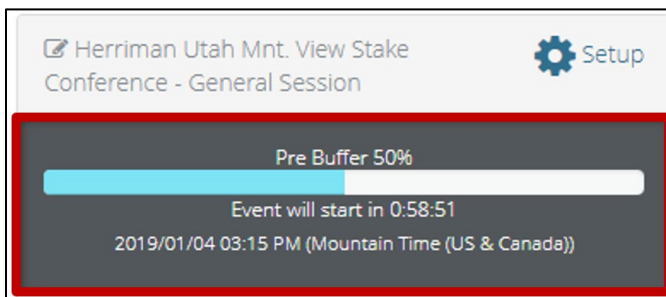 Herriman Utah Mnt. View Stake
Conference - General Session
Setup
Pre Buffer 50%
Event will start in 0:58:51
2019/01/04 03:15 PM (Mountain Time (US & Canada))